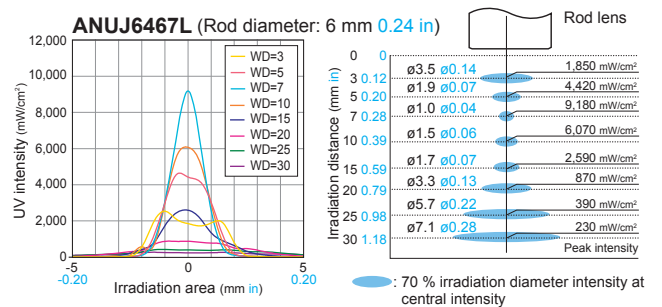 ANUJ6467L (Rod diameter: 6 mm 0.24 in)
12,000
10,000
8,000
6,000
4,000
2,000
0
UV intensity (mW/cm²)
-5
0
5
-0.20
0.20
Irradiation area (mm in)
WD=3
WD=5
WD=7
WD=10
WD=15
WD=20
WD=25
WD=30
Rod lens
Irradiation distance (mm in)
0 0
ø3.5 ø0.14 1,850 mW/cm²
3 0.12
ø1.9 ø0.07 4,420 mW/cm²
5 0.20
ø1.0 ø0.04 9,180 mW/cm²
7 0.28
ø1.5 ø0.06 6,070 mW/cm²
10 0.39
ø1.7 ø0.07 2,590 mW/cm²
15 0.59
ø3.3 ø0.13 870 mW/cm²
20 0.79
ø5.7 ø0.22 390 mW/cm²
25 0.98
ø7.1 ø0.28 230 mW/cm²
30 1.18
Peak intensity
: 70 % irradiation diameter intensity at
central intensity